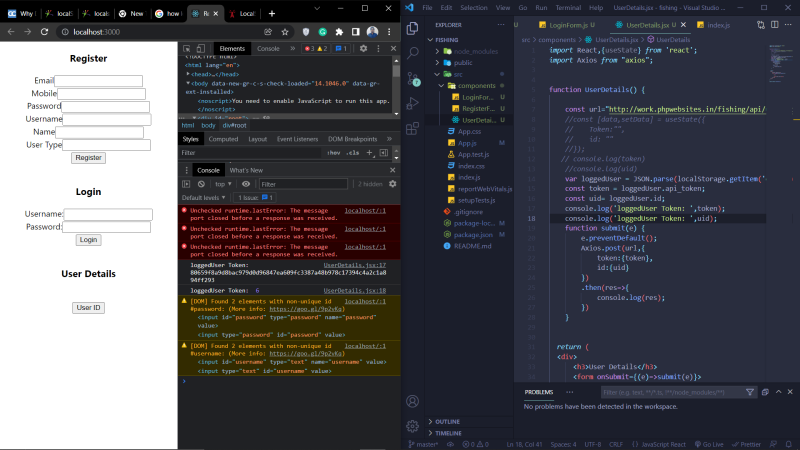 Why
localS
localS
New
how
Re
Local
localhost:3000
Register
Email
Mobile
Password
Username
Name
User Type
Register
Login
Username:
Password:
Login
User Details
User ID
Elements
Console
3
2
1
<html lang="en">
<head>…</head>
<body data-new-gr-c-s-check-loaded="14.1046.0" data-gr-
ext-installed>
<noscript>You need to enable JavaScript to run this app.
</noscript>
html body div#root
Styles Computed Layout Event Listeners DOM Breakpoints
Filter :hov .cls
Console What's New
top Filter 2 hidden
Default levels 1 Issue: 1
Unchecked runtime.lastError: The message localhost/:1
port closed before a response was received.
Unchecked runtime.lastError: The message localhost/:1
port closed before a response was received.
Unchecked runtime.lastError: The message localhost/:1
port closed before a response was received.
loggedUser Token: UserDetails.jsx:17
80659f8a9d8bac979d0d96847ea609fc3387a48b978c17394c4a2c1a8
94ff293
loggedUser Token: 6 UserDetails.jsx:18
[DOM] Found 2 elements with non-unique id localhost/:1
#password: (More info: https://goo.gl/9p2vKq)
<input id="password" type="password" name="password"
value>
<input type="password" id="password" value>
[DOM] Found 2 elements with non-unique id localhost/:1
#username: (More info: https://goo.gl/9p2vKq)
<input id="username" type="text" name="username" value>
<input type="text" id="username" value>
File Edit Selection View
UserDetails.jsx - fishing - Visual Studio
EXPLORER
FISHING
node_modules
public
src
components
LoginFor...
RegisterF...
UserDeta...
App.css
App.js
App.test.js
index.css
index.js
reportWebVitals.js
setupTests.js
.gitignore
package-loc...
package.json
README.md
OUTLINE
TIMELINE
LoginForm.js U
UserDetails.jsx U
index.js
src > components > UserDetails.jsx > UserDetails
import React,{useState} from 'react';
import Axios from "axios";
function UserDetails() {
const url="http://work.phpwebsites.in/fishing/api/
//const [data,setData] = useState({
// token:"",
// id: ""
//});
// console.log(token)
//console.log(uid)
var loggedUser = JSON.parse(localStorage.getItem('
const token = loggedUser.api_token;
const uid= loggedUser.id;
console.log('loggedUser Token: ',token);
18 console.log('loggedUser Token: ',uid);
function submit(e) {
e.preventDefault();
Axios.post(url,{
token:{token},
id:{uid}
})
.then(res=>{
console.log(res);
})
}
return (
<div>
<h3>User Details</h3>
<form onSubmit={(e)=>submit(e)}>
PROBLEMS
No problems have been detected in the workspace.
master*
0 0
Ln 18, Col 41 Spaces: 4 UTF-8 CRLF {} JavaScript React Go Live Prettier